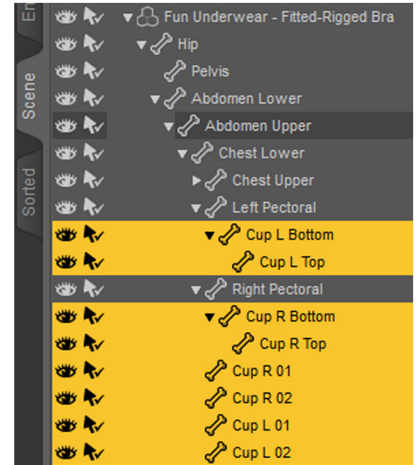 En
Scene
Sorted
Fun Underwear - Fitted-Rigged Bra
Hip
Pelvis
Abdomen Lower
Abdomen Upper
Chest Lower
Chest Upper
Left Pectoral
Cup L Bottom
Cup L Top
Right Pectoral
Cup R Bottom
Cup R Top
Cup R 01
Cup R 02
Cup L 01
Cup L 02